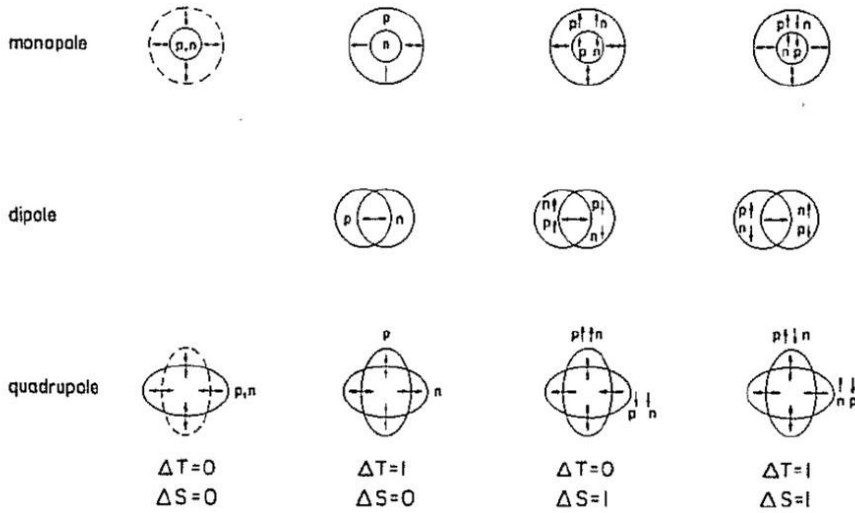 p p↑ ↑n p↑↓n
monopole p,n n ↑ ↑ ↑ ↑
p n n p
n↑ p↓ p↑ n↑
dipole p n p↑ n↓ n↓ p↓
p p↑↑n p↑↓n
quadrupole p,n n ↓ ↓ ↑ ↓
p n n p
ΔT=0 ΔT=1 ΔT=0 ΔT=1
ΔS=0 ΔS=0 ΔS=1 ΔS=1